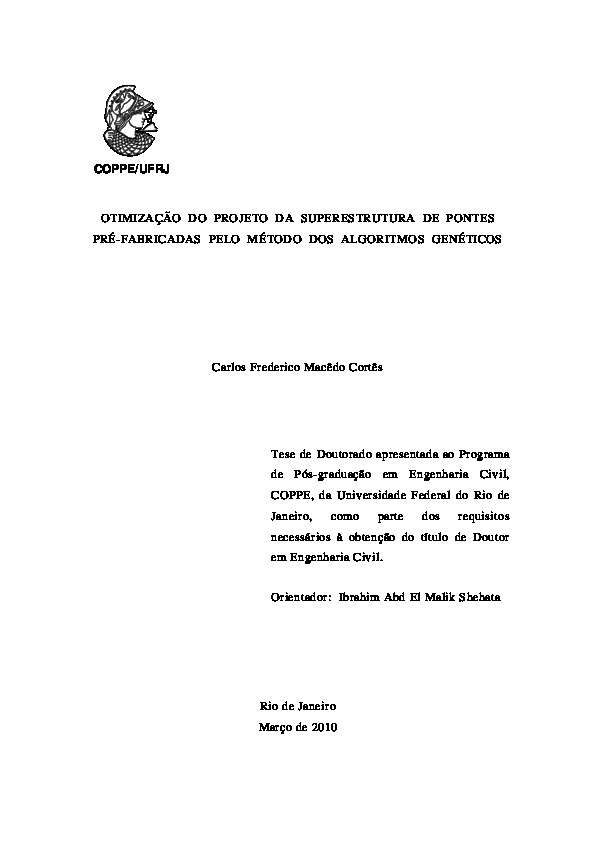 COPPE/UFRJ
OTIMIZAÇÃO DO PROJETO DA SUPERESTRUTURA DE PONTES
PRÉ-FABRICADAS PELO MÉTODO DOS ALGORITMOS GENÉTICOS
Carlos Frederico Macêdo Cortês
Tese de Doutorado apresentada ao Programa
de Pós-graduação em Engenharia Civil,
COPPE, da Universidade Federal do Rio de
Janeiro, como parte dos requisitos
necessários à obtenção do título de Doutor
em Engenharia Civil.
Orientador: Ibrahim Abd El Malik Shehata
Rio de Janeiro
Março de 2010